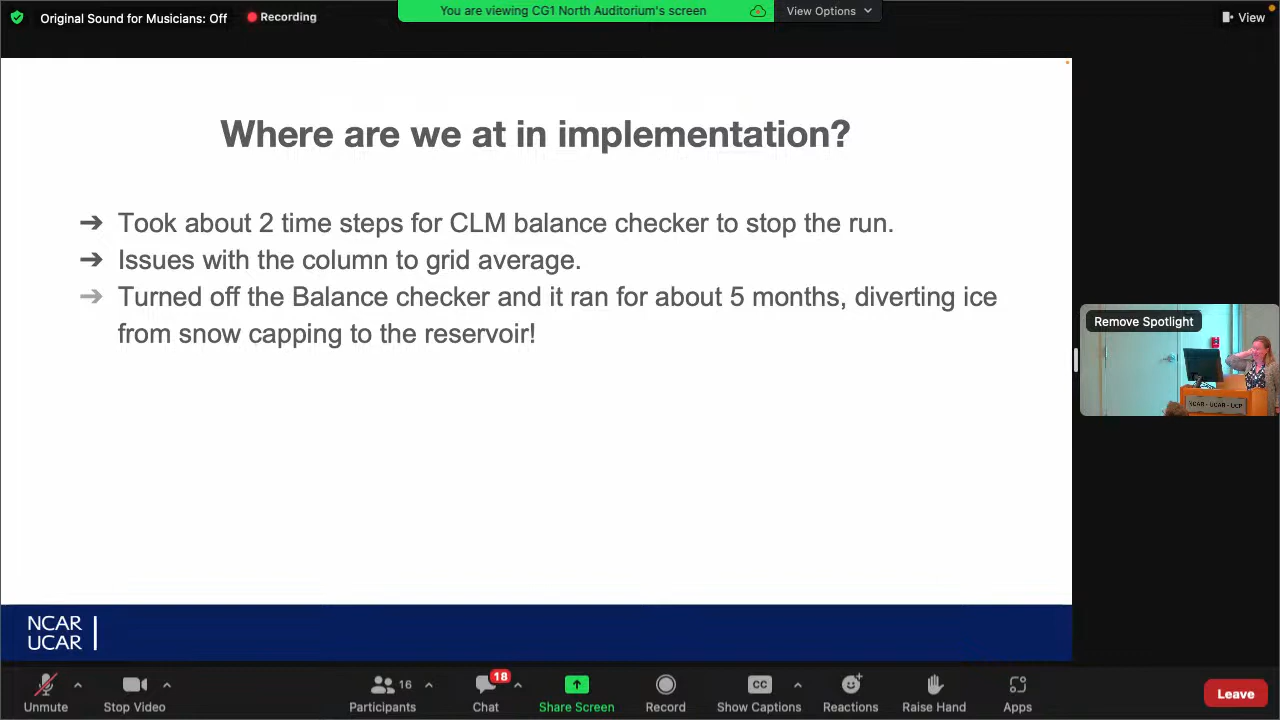 Original Sound for Musicians: Off
Recording
You are viewing CG1 North Auditorium's screen
View Options
View
Where are we at in implementation?
➔ Took about 2 time steps for CLM balance checker to stop the run.
➔ Issues with the column to grid average.
➔ Turned off the Balance checker and it ran for about 5 months, diverting ice
from snow capping to the reservoir!
Remove Spotlight
NCAR - UCAR - UCP
NCAR
UCAR
16
18
CC
Unmute
Stop Video
Participants
Chat
Share Screen
Record
Show Captions
Reactions
Raise Hand
Apps
Leave